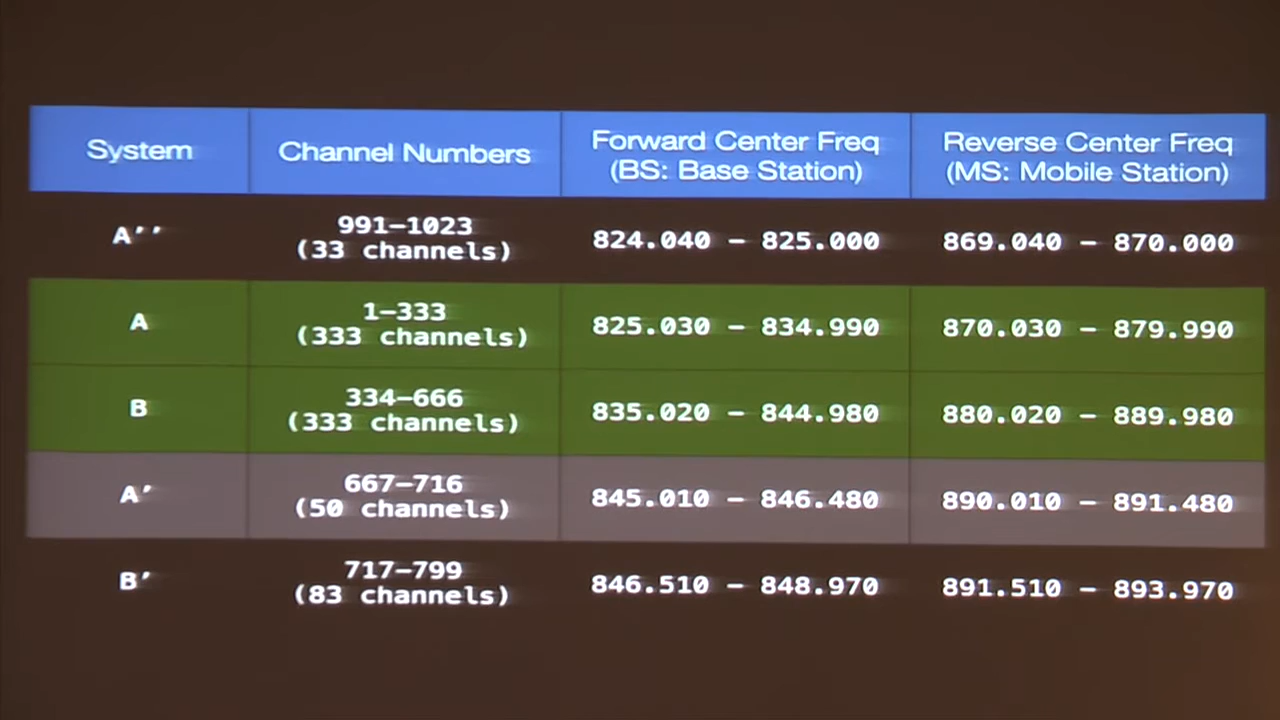 System
Channel Numbers
Forward Center Freq
(BS: Base Station)
Reverse Center Freq
(MS: Mobile Station)
A′′
991–1023
(33 channels)
824.040 – 825.000
869.040 – 870.000
A
1–333
(333 channels)
825.030 – 834.990
870.030 – 879.990
B
334–666
(333 channels)
835.020 – 844.980
880.020 – 889.980
A′
667–716
(50 channels)
845.010 – 846.480
890.010 – 891.480
B′
717–799
(83 channels)
846.510 – 848.970
891.510 – 893.970